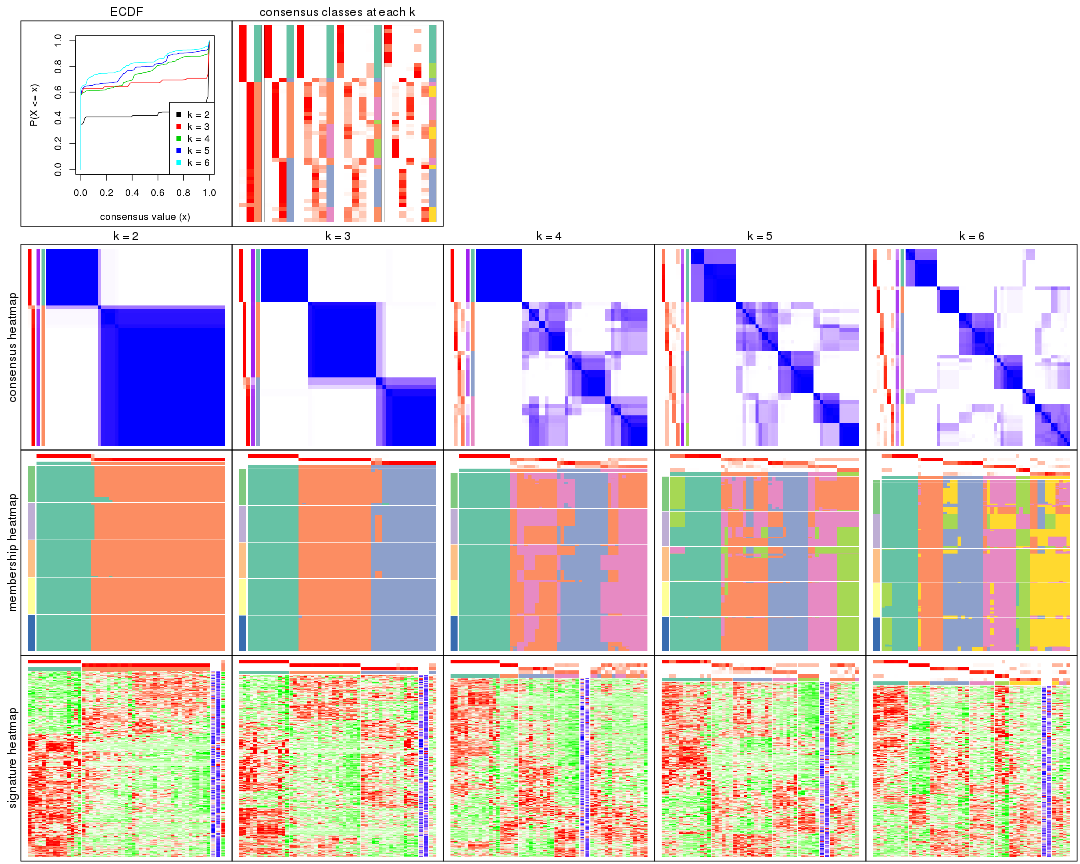 ECDF
consensus classes at each k
P(X <= x)
1.0
0.8
0.6
0.4
0.2
0.0
k = 2
k = 3
k = 4
k = 5
k = 6
0.0 0.2 0.4 0.6 0.8 1.0
consensus value (x)
k = 2 k = 3 k = 4 k = 5 k = 6
consensus heatmap
membership heatmap
signature heatmap